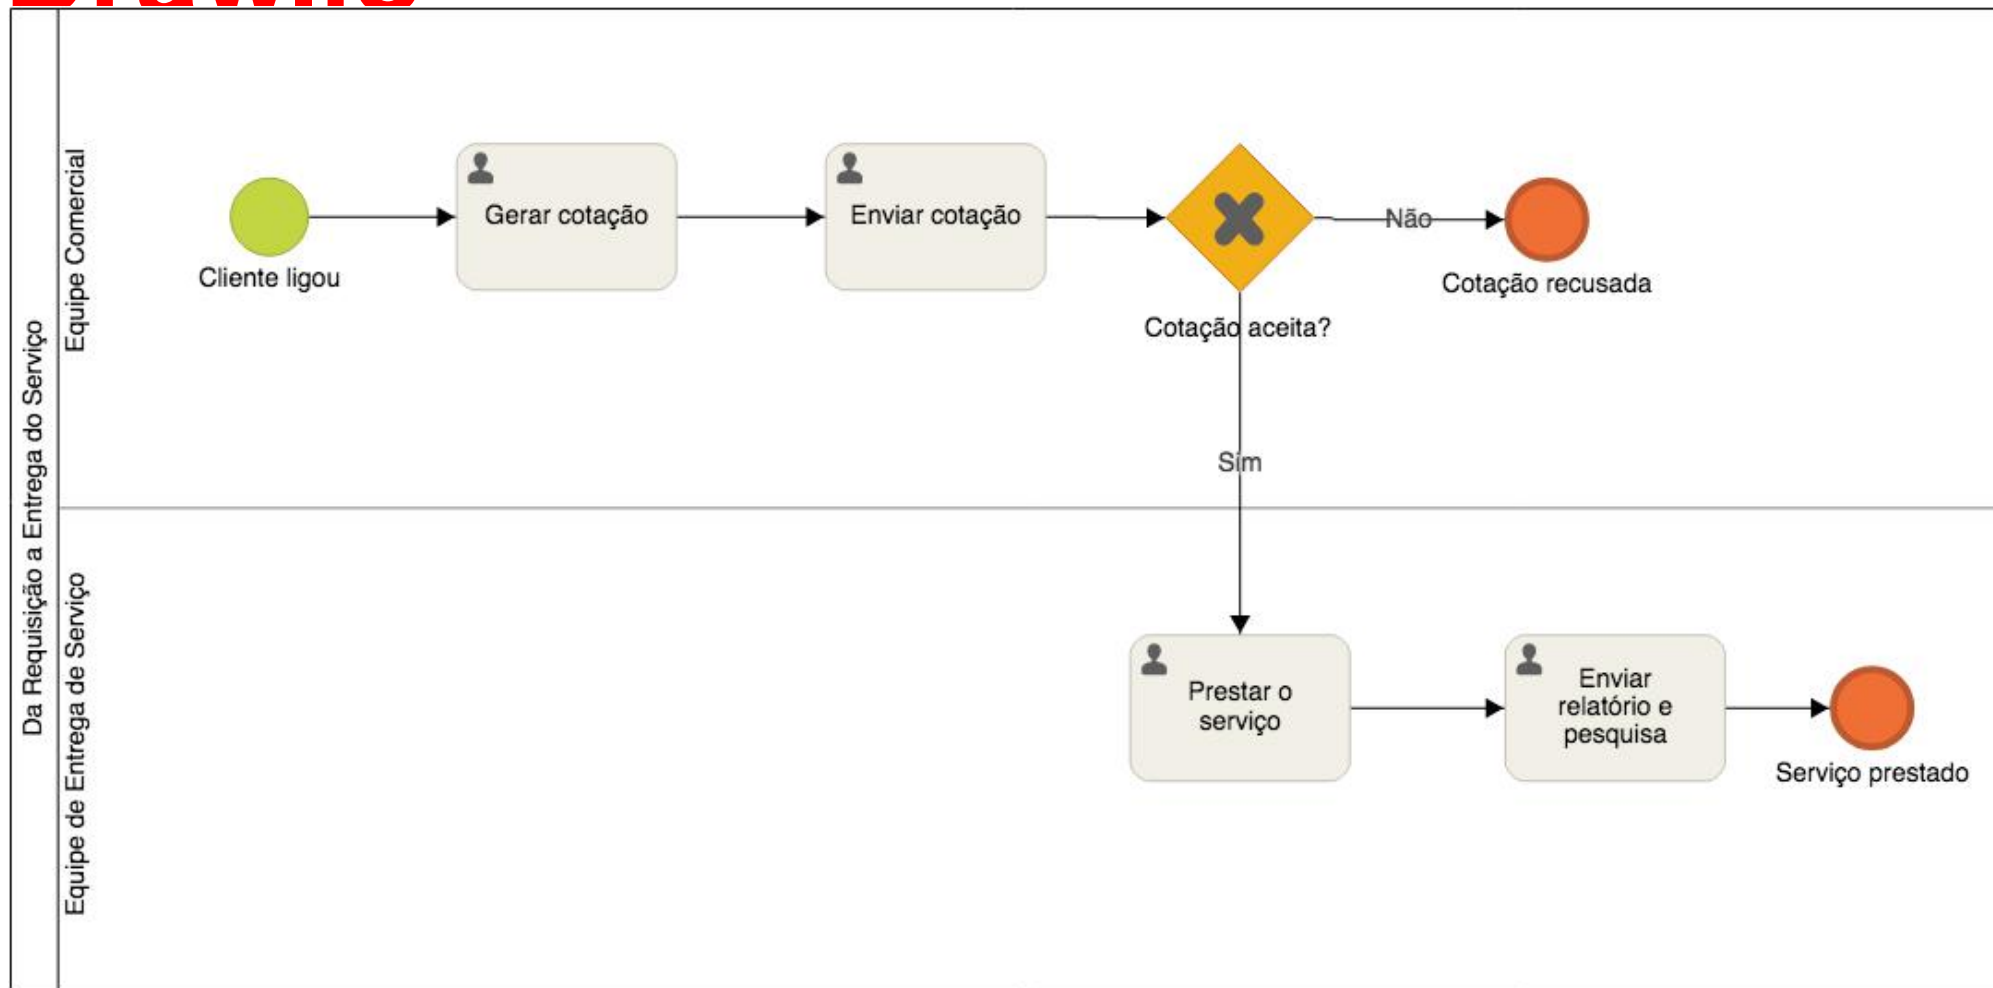 Da Requisição a Entrega do Serviço
Equipe Comercial
Cliente ligou
Gerar cotação
Enviar cotação
Cotação aceita?
Não
Cotação recusada
Sim
Equipe de Entrega de Serviço
Prestar o
serviço
Enviar
relatório e
pesquisa
Serviço prestado